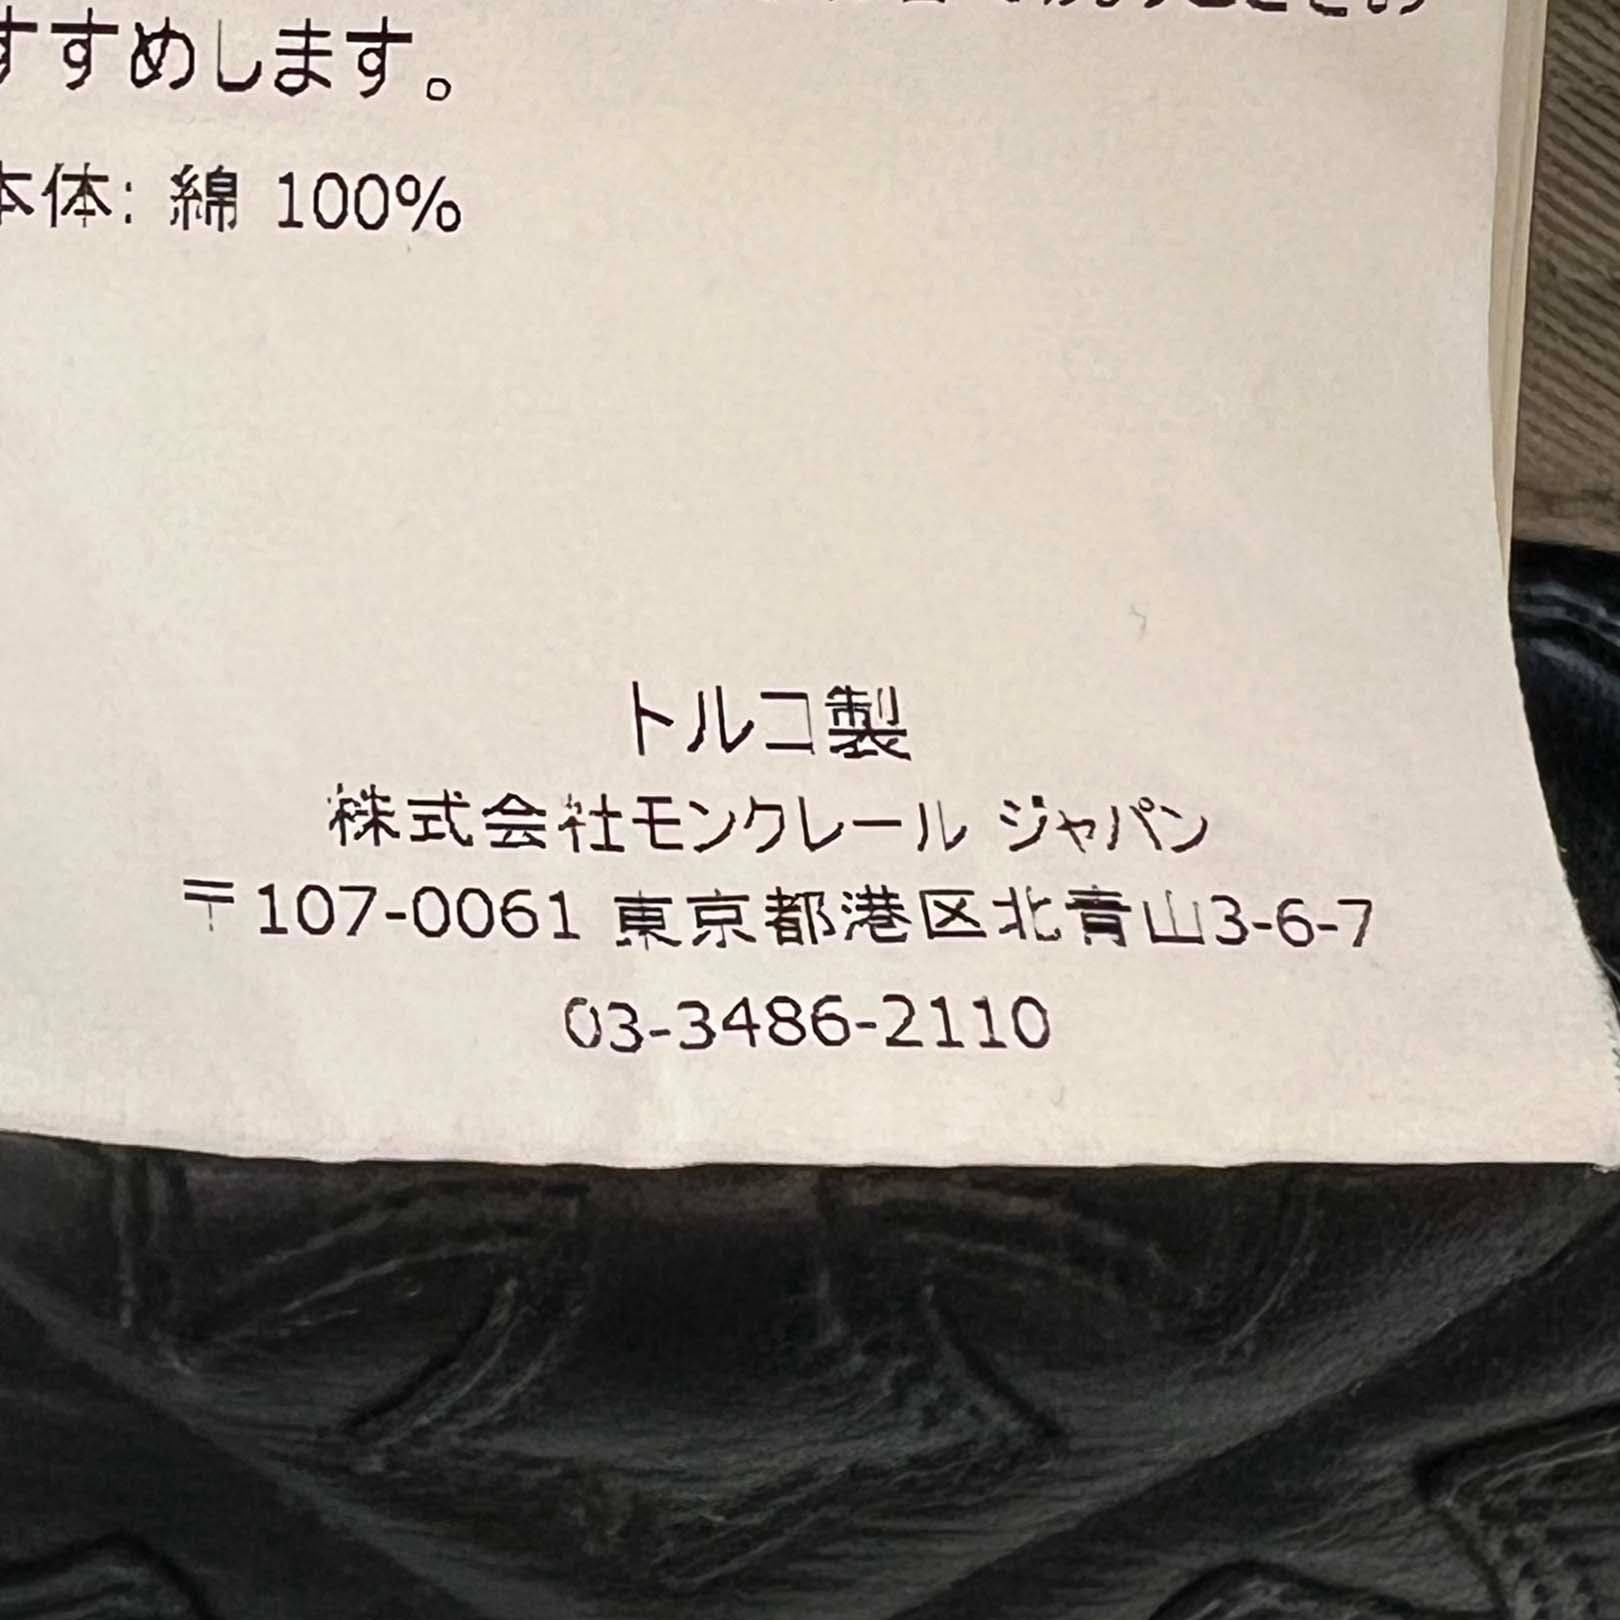 すすめします。
本体: 綿 100%
トルコ製
株式会社モンクレール ジャパン
〒107-0061 東京都港区北青山3-6-7
03-3486-2110